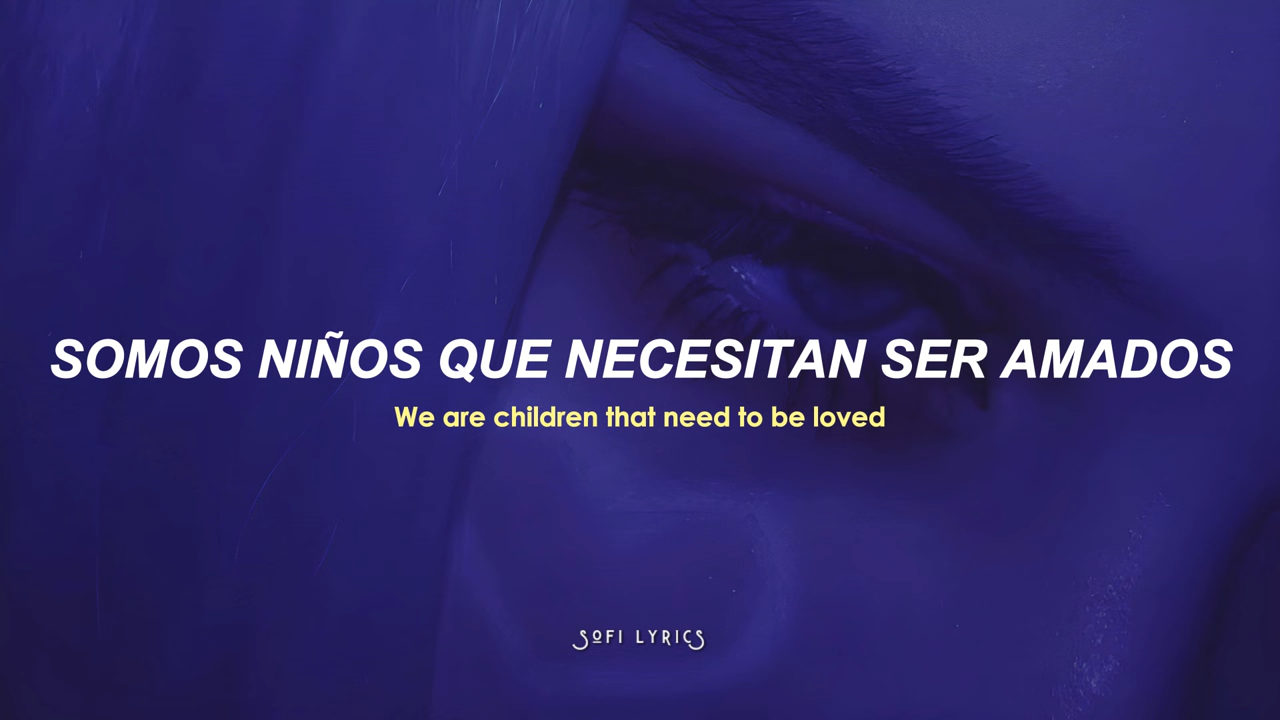 SOMOS NIÑOS QUE NECESITAN SER AMADOS
We are children that need to be loved
SOFI LYRICS